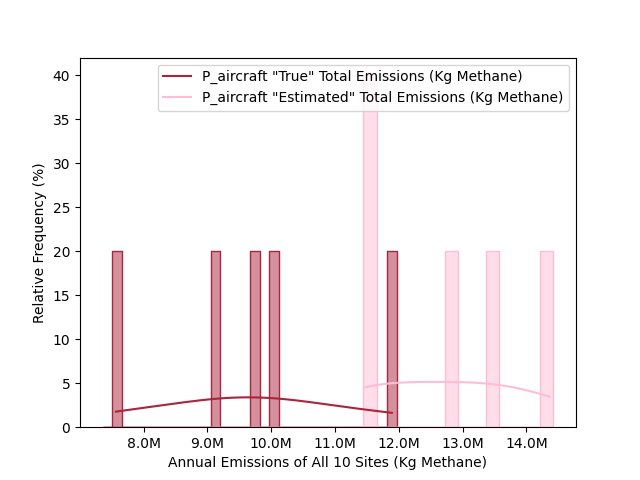 P_aircraft "True" Total Emissions (Kg Methane)
P_aircraft "Estimated" Total Emissions (Kg Methane)
40
35
30
25
20
15
10
5
0
Relative Frequency (%)
8.0M 9.0M 10.0M 11.0M 12.0M 13.0M 14.0M
Annual Emissions of All 10 Sites (Kg Methane)